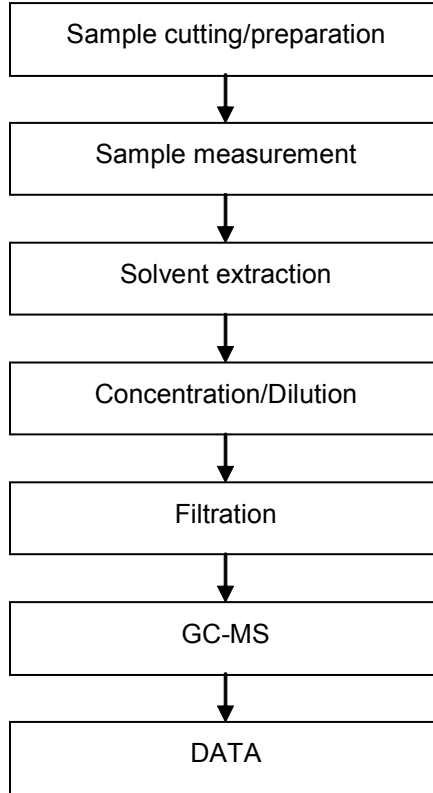 Sample cutting/preparation
Sample measurement
Solvent extraction
Concentration/Dilution
Filtration
GC-MS
DATA